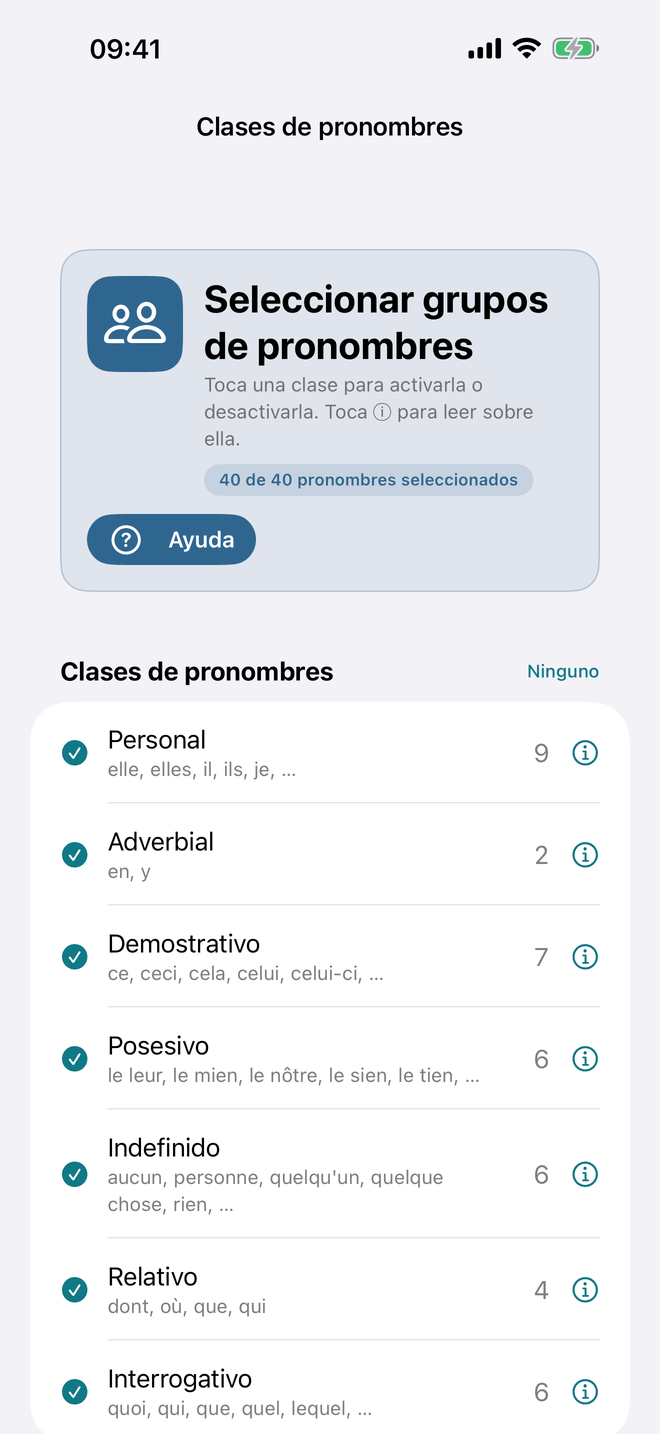 09:41
Clases de pronombres
Seleccionar grupos
de pronombres
Toca una clase para activarla o
desactivarla. Toca ⓘ para leer sobre
ella.
40 de 40 pronombres seleccionados
Ayuda
Clases de pronombres
Ninguno
Personal
elle, elles, il, ils, je, ...
9
Adverbial
en, y
2
Demostrativo
ce, ceci, cela, celui, celui-ci, ...
7
Posesivo
le leur, le mien, le nôtre, le sien, le tien, ...
6
Indefinido
aucun, personne, quelqu'un, quelque
chose, rien, ...
6
Relativo
dont, où, que, qui
4
Interrogativo
quoi, qui, que, quel, lequel, ...
6